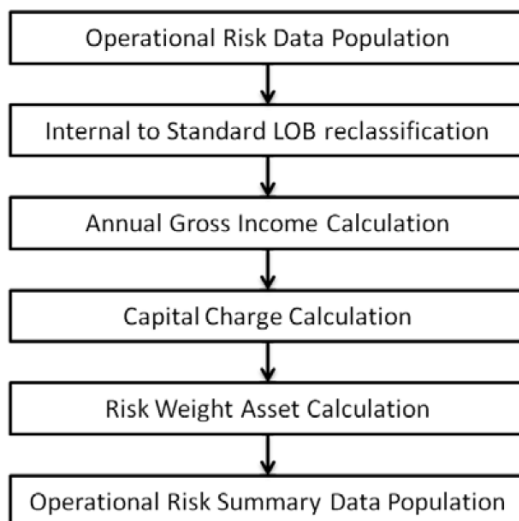 Operational Risk Data Population
Internal to Standard LOB reclassification
Annual Gross Income Calculation
Capital Charge Calculation
Risk Weight Asset Calculation
Operational Risk Summary Data Population